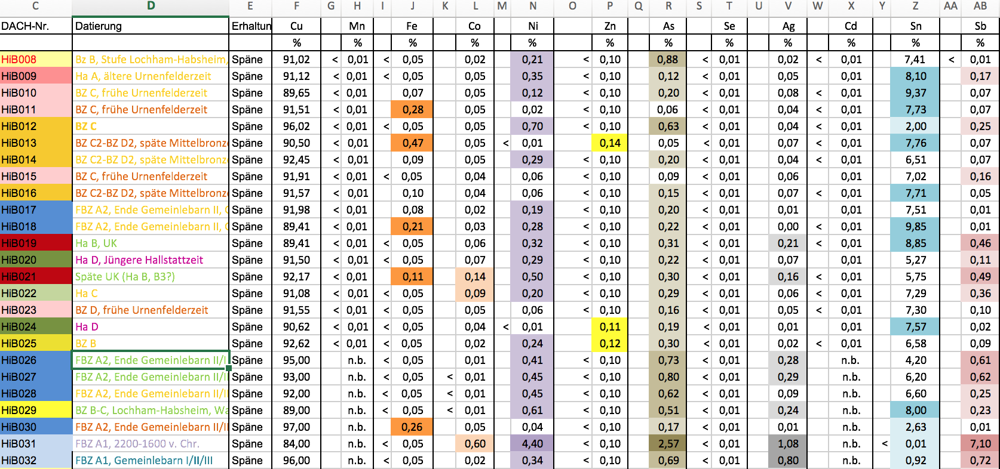 C D E F G H I J K L M N O P Q R S T U V W X Y Z AA AB
DACH-Nr. Datierung Erhaltun Cu Mn Fe Co Ni Zn As Se Ag Cd Sn Sb
% % % % % % % % % % % %
HiB008 Bz B, Stufe Lochham-Habsheim, Späne 91,02 < 0,01 < 0,05 0,02 0,21 < 0,10 0,88 < 0,01 0,02 < 0,01 7,41 < 0,01
HiB009 Ha A, ältere Urnenfelderzeit Späne 91,12 < 0,01 < 0,05 0,05 0,35 < 0,10 0,12 < 0,01 0,05 0,01 8,10 0,17
HiB010 BZ C, frühe Urnenfelderzeit Späne 89,65 < 0,01 0,07 0,05 0,12 < 0,10 0,20 < 0,01 0,08 < 0,01 9,37 0,07
HiB011 BZ C, frühe Urnenfelderzeit Späne 91,51 < 0,01 0,28 0,05 0,02 < 0,10 0,06 < 0,01 0,04 < 0,01 7,73 0,07
HiB012 BZ C Späne 96,02 < 0,01 < 0,05 0,05 0,70 < 0,10 0,63 < 0,01 0,04 < 0,01 2,00 0,25
HiB013 BZ C2-BZ D2, späte Mittelbronz Späne 90,50 < 0,01 0,47 0,05 < 0,01 0,14 0,05 < 0,01 0,07 < 0,01 7,76 0,07
HiB014 BZ C2-BZ D2, späte Mittelbronz Späne 92,45 < 0,01 0,09 0,05 0,29 < 0,10 0,20 < 0,01 0,04 < 0,01 6,51 0,07
HiB015 BZ C, frühe Urnenfelderzeit Späne 91,91 < 0,01 < 0,05 0,04 0,06 < 0,10 0,09 < 0,01 0,06 0,01 7,02 0,16
HiB016 BZ C2-BZ D2, späte Mittelbronz Späne 91,57 < 0,01 0,10 0,04 0,06 < 0,10 0,15 < 0,01 0,07 < 0,01 7,71 0,05
HiB017 FBZ A2, Ende Gemeinlebarn II, Späne 91,98 < 0,01 0,08 0,02 0,19 < 0,10 0,20 < 0,01 0,01 0,01 7,51 0,01
HiB018 FBZ A2, Ende Gemeinlebarn II, Späne 89,41 < 0,01 0,21 0,03 0,28 < 0,10 0,22 < 0,01 0,00 < 0,01 9,85 0,01
HiB019 Ha B, UK Späne 89,41 < 0,01 < 0,05 0,06 0,32 < 0,10 0,31 < 0,01 0,21 < 0,01 8,85 0,46
HiB020 Ha D, Jüngere Hallstattzeit Späne 91,50 < 0,01 < 0,05 0,07 0,29 < 0,10 0,22 < 0,01 0,07 0,01 5,27 0,11
HiB021 Späte UK (Ha B, B3?) Späne 92,17 < 0,01 0,11 0,14 0,50 < 0,10 0,30 < 0,01 0,16 < 0,01 5,75 0,49
HiB022 Ha C Späne 91,08 < 0,01 < 0,05 0,09 0,20 < 0,10 0,29 < 0,01 0,06 < 0,01 7,29 0,36
HiB023 BZ D, frühe Urnenfelderzeit Späne 91,55 < 0,01 < 0,05 0,05 0,06 < 0,10 0,16 < 0,01 0,05 < 0,01 7,30 0,10
HiB024 Ha D Späne 90,62 < 0,01 < 0,05 0,04 < 0,01 0,11 0,19 < 0,01 0,01 0,01 7,57 0,02
HiB025 BZ B Späne 92,62 < 0,01 < 0,05 0,02 0,24 0,12 0,30 < 0,01 0,02 < 0,01 6,58 0,09
HiB026 FBZ A2, Ende Gemeinlebarn II/I Späne 95,00 n.b. < 0,05 0,01 0,41 < 0,10 0,73 < 0,01 0,28 n.b. 4,20 0,61
HiB027 FBZ A2, Ende Gemeinlebarn II/II Späne 93,00 n.b. < 0,05 < 0,01 0,45 < 0,10 0,80 < 0,01 0,29 n.b. 6,20 0,62
HiB028 FBZ A2, Ende Gemeinlebarn II/II Späne 92,00 n.b. < 0,05 < 0,01 0,45 < 0,10 0,62 < 0,01 0,09 n.b. 6,60 0,25
HiB029 BZ B-C, Lochham-Habsheim, Wa Späne 89,00 n.b. < 0,05 < 0,01 0,61 < 0,10 0,51 < 0,01 0,24 n.b. 8,00 0,23
HiB030 FBZ A2, Ende Gemeinlebarn II/II Späne 97,00 n.b. 0,26 0,05 0,04 < 0,10 0,17 < 0,01 0,01 n.b. 2,63 0,01
HiB031 FBZ A1, 2200-1600 v. Chr. Späne 84,00 n.b. < 0,05 0,60 4,40 < 0,10 2,57 < 0,01 1,08 n.b. < 0,01 7,10
HiB032 FBZ A1, Gemeinlebarn I/II/III Späne 96,00 n.b. < 0,05 0,02 0,34 < 0,10 0,69 < 0,01 0,80 n.b. 0,92 0,72